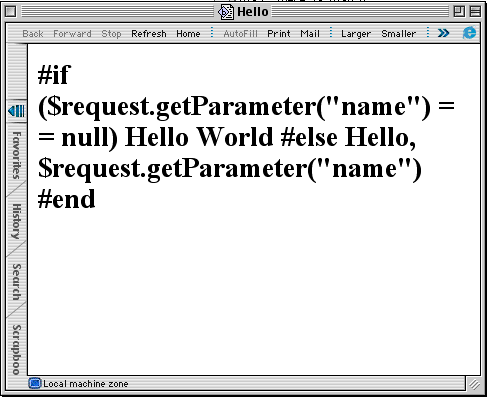 Hello
Back Forward Stop Refresh Home AutoFill Print Mail Larger Smaller »
#if
($request.getParameter("name") =
= null) Hello World #else Hello,
$request.getParameter("name")
#end
Favorites
History
Search
Scrapboo
Local machine zone